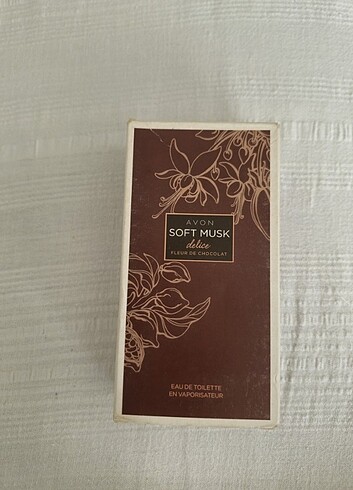 AVON
SOFT MUSK
delice
FLEUR DE CHOCOLAT
EAU DE TOILETTE
EN VAPORISATEUR